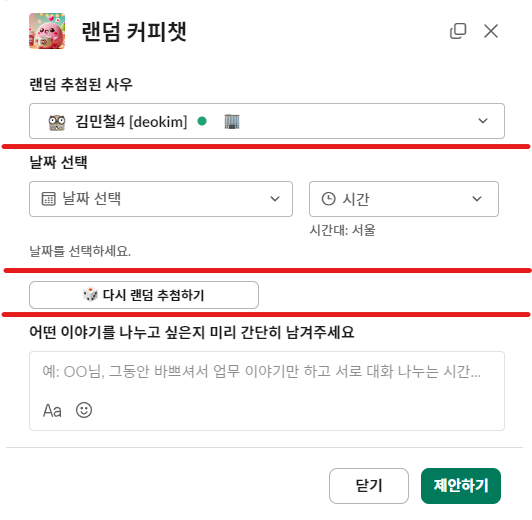 랜덤 커피챗
랜덤 추첨된 사우
김민철4 [deokim]
날짜 선택
날짜 선택
시간
시간대: 서울
날짜를 선택하세요.
다시 랜덤 추첨하기
어떤 이야기를 나누고 싶은지 미리 간단히 남겨주세요
예: OO님, 그동안 바쁘셔서 업무 이야기만 하고 서로 대화 나누는 시간...
Aa
닫기
제안하기